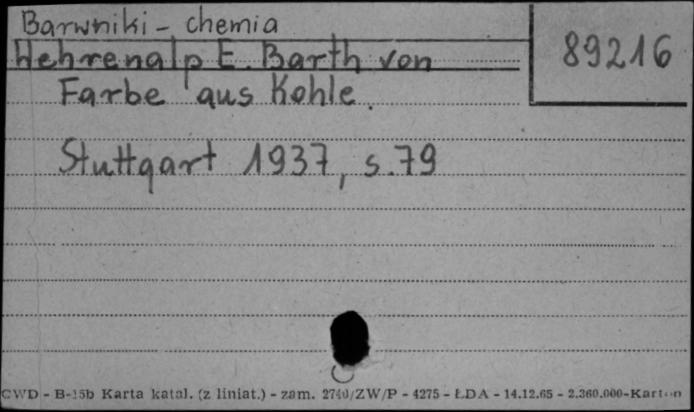 Barwniki - chemia
89216
Wehrenalp E. Barth von
Farbe aus Kohle.
Stuttgart 1937, s. 79
CWD - B-15b Karta katal. (z liniat.) - zam. 2740/ZW/P - 4275 - ŁDA - 14.12.65 - 2.360.000 - Karton